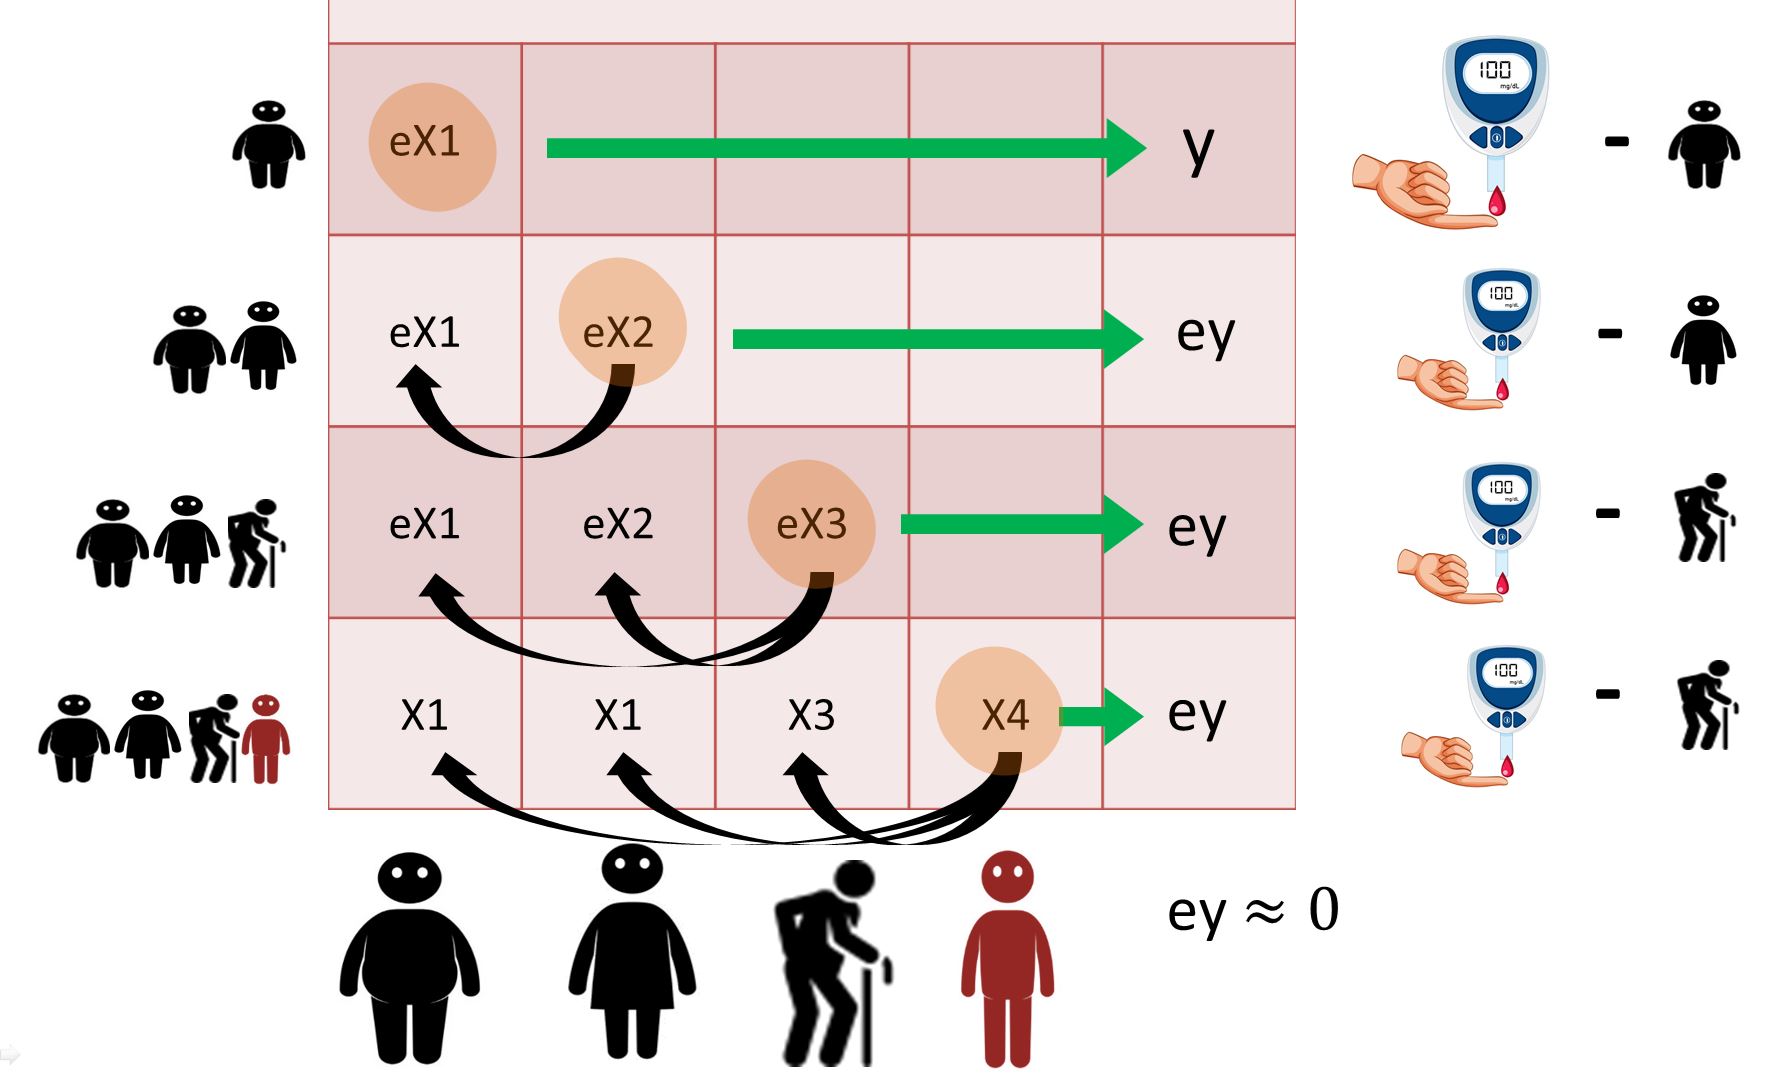 eX1 y
100
mg/dL
-
eX1 eX2 ey
100
mg/dL
-
eX1 eX2 eX3 ey
100
mg/dL
-
X1 X1 X3 X4 ey
100
mg/dL
-
ey ≈ 0